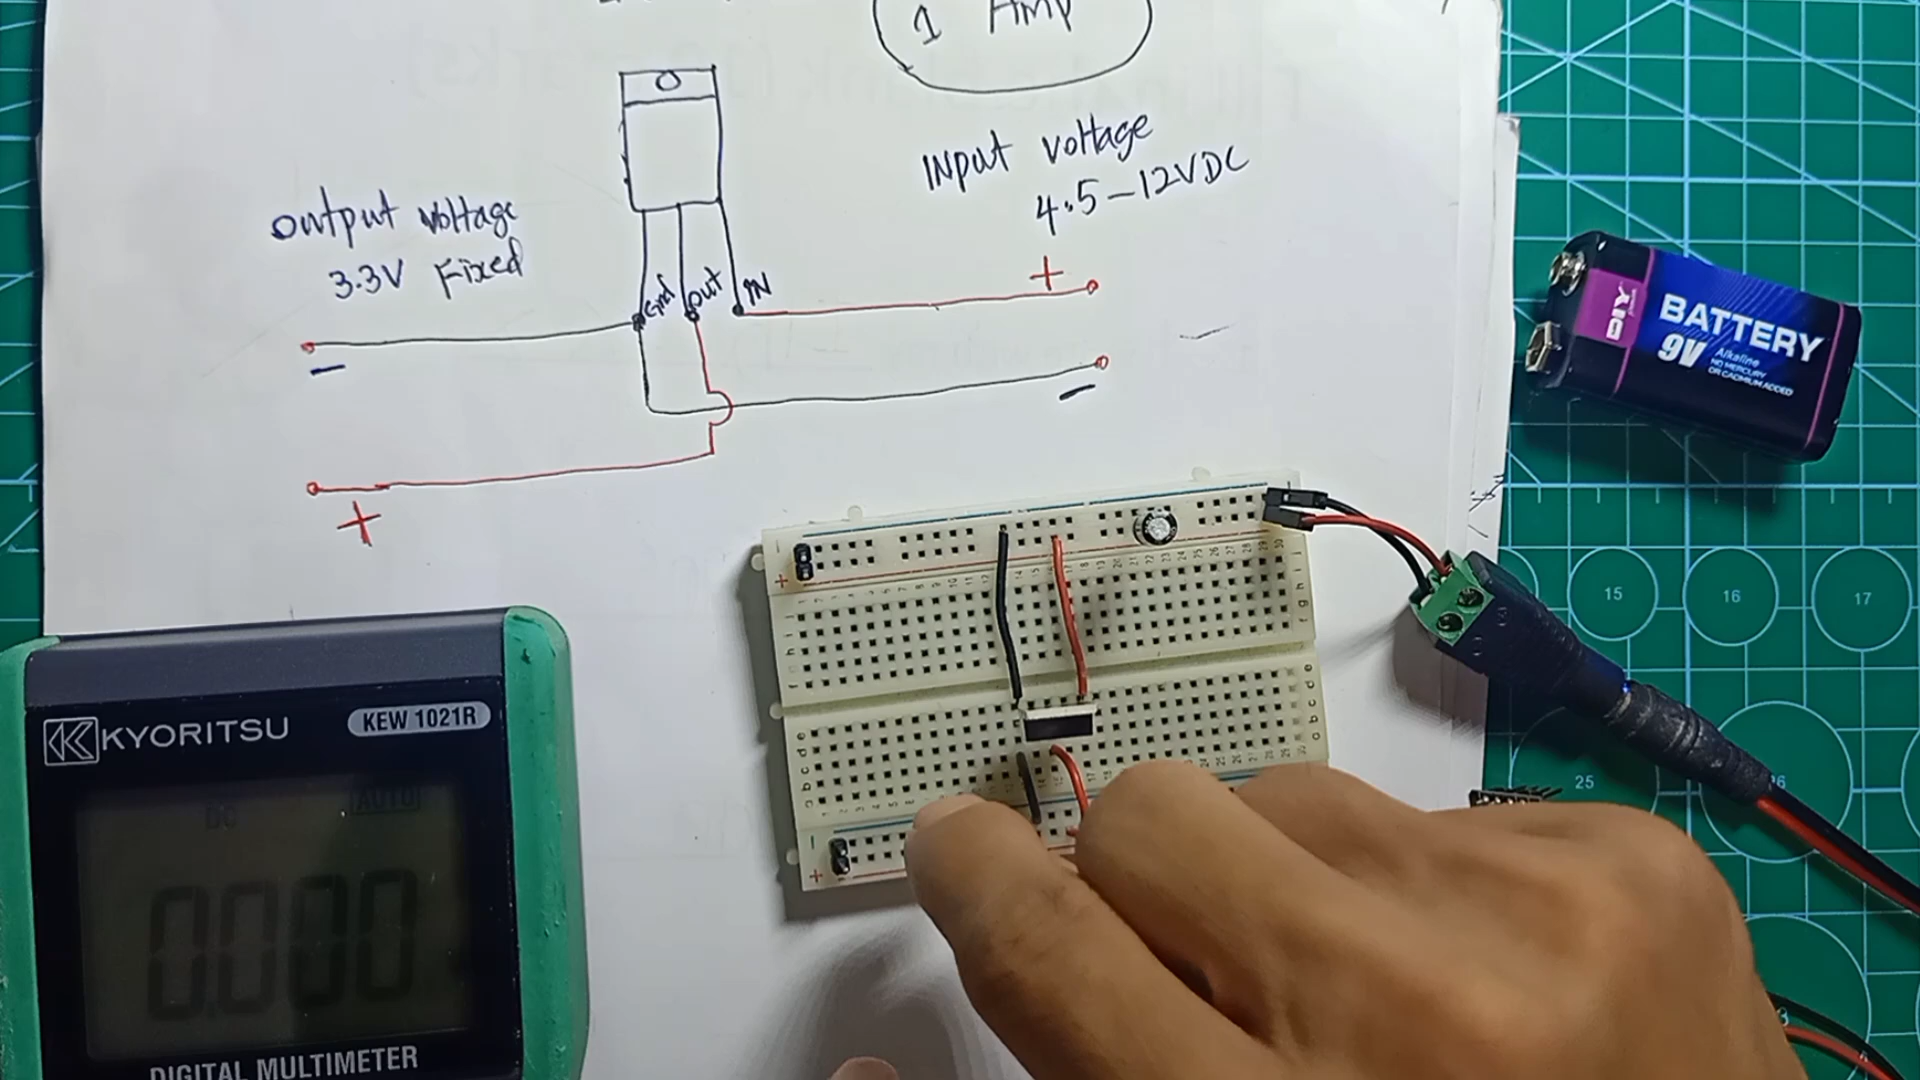 1 Amp
Input voltage
4.5-12VDC
output voltage
3.3V Fixed
Gnd out IN
+
-
-
+
DIY
BATTERY
9V
Alkaline
NO MERCURY
OR CADMIUM ADDED
15 16 17
25
KYORITSU
KEW 1021R
DC AUTO
0.000
DIGITAL MULTIMETER